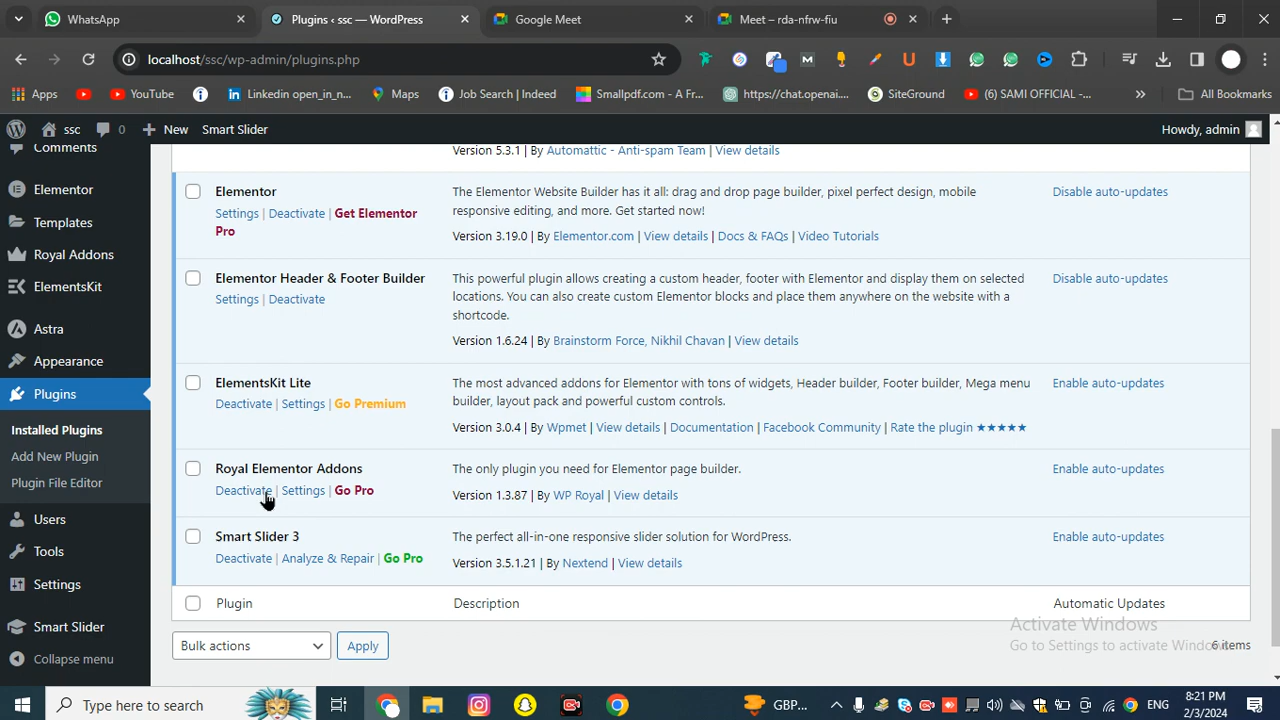 WhatsApp
Plugins ‹ ssc — WordPress
Google Meet
Meet – rda-nfrw-fiu
localhost/ssc/wp-admin/plugins.php
Apps
YouTube
Linkedin open_in_n...
Maps
Job Search | Indeed
Smallpdf.com - A Fr...
https://chat.openai....
SiteGround
(6) SAMI OFFICIAL -...
All Bookmarks
ssc
0
New
Smart Slider
Howdy, admin
Comments
Elementor
Templates
Royal Addons
ElementsKit
Astra
Appearance
Plugins
Installed Plugins
Add New Plugin
Plugin File Editor
Users
Tools
Settings
Smart Slider
Collapse menu
Version 5.3.1 | By Automattic - Anti-spam Team | View details
Elementor
Settings | Deactivate | Get Elementor
Pro
The Elementor Website Builder has it all: drag and drop page builder, pixel perfect design, mobile
responsive editing, and more. Get started now!
Version 3.19.0 | By Elementor.com | View details | Docs & FAQs | Video Tutorials
Disable auto-updates
Elementor Header & Footer Builder
Settings | Deactivate
This powerful plugin allows creating a custom header, footer with Elementor and display them on selected
locations. You can also create custom Elementor blocks and place them anywhere on the website with a
shortcode.
Version 1.6.24 | By Brainstorm Force, Nikhil Chavan | View details
Disable auto-updates
ElementsKit Lite
Deactivate | Settings | Go Premium
The most advanced addons for Elementor with tons of widgets, Header builder, Footer builder, Mega menu
builder, layout pack and powerful custom controls.
Version 3.0.4 | By Wpmet | View details | Documentation | Facebook Community | Rate the plugin ★★★★★
Enable auto-updates
Royal Elementor Addons
Deactivate | Settings | Go Pro
The only plugin you need for Elementor page builder.
Version 1.3.87 | By WP Royal | View details
Enable auto-updates
Smart Slider 3
Deactivate | Analyze & Repair | Go Pro
The perfect all-in-one responsive slider solution for WordPress.
Version 3.5.1.21 | By Nextend | View details
Enable auto-updates
Plugin
Description
Automatic Updates
Bulk actions
Apply
6 items
Activate Windows
Go to Settings to activate Windows.
Type here to search
GBP...
ENG
8:21 PM
2/3/2024